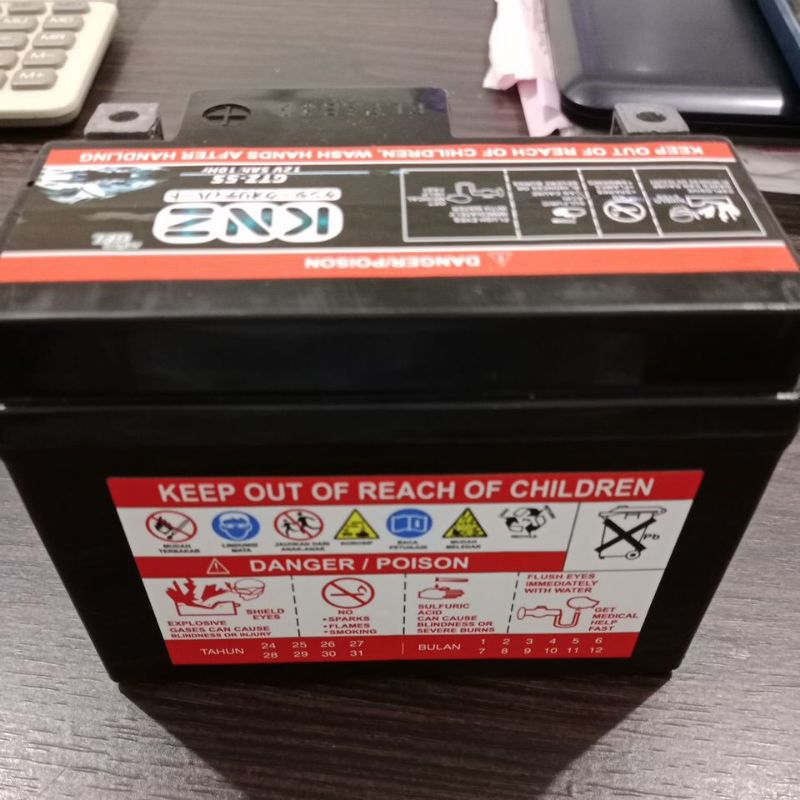 MU
M-
M+
KEEP OUT OF REACH OF CHILDREN, WASH HANDS AFTER HANDLING
12V 5Ah 10Hr
GTZ-5S
KNZ
DANGER/POISON
KEEP OUT OF REACH OF CHILDREN
MUDAH TERBAKAR
LINDUNGI MATA
JAUHKAN DARI ANAK-ANAK
KOROSIF
BACA PETUNJUK
MUDAH MELEDAK
Pb
DANGER / POISON
SHIELD
EYES
EXPLOSIVE
GASES CAN CAUSE
BLINDNESS OR INJURY
NO
• SPARKS
• FLAMES
• SMOKING
SULFURIC
ACID
CAN CAUSE
BLINDNESS OR
SEVERE BURNS
FLUSH EYES
IMMEDIATELY
WITH WATER
GET
MEDICAL
HELP
FAST
TAHUN 24 25 26 27
28 29 30 31
BULAN 1 2 3 4 5 6
7 8 9 10 11 12